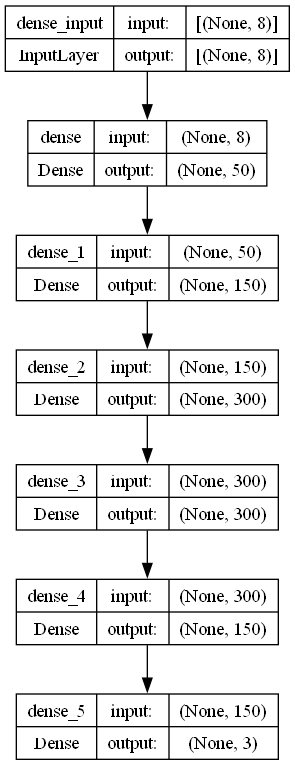 dense_input input: [(None, 8)]
InputLayer output: [(None, 8)]
dense input: (None, 8)
Dense output: (None, 50)
dense_1 input: (None, 50)
Dense output: (None, 150)
dense_2 input: (None, 150)
Dense output: (None, 300)
dense_3 input: (None, 300)
Dense output: (None, 300)
dense_4 input: (None, 300)
Dense output: (None, 150)
dense_5 input: (None, 150)
Dense output: (None, 3)